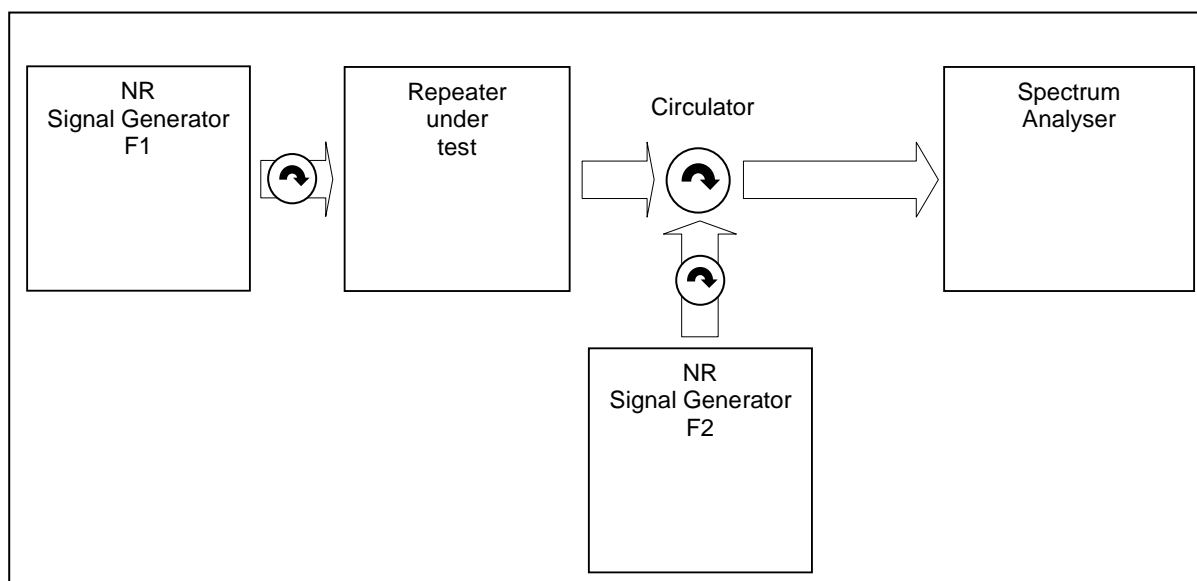 NR
Signal Generator
F1
Repeater
under
test
Circulator
Spectrum
Analyser
NR
Signal Generator
F2